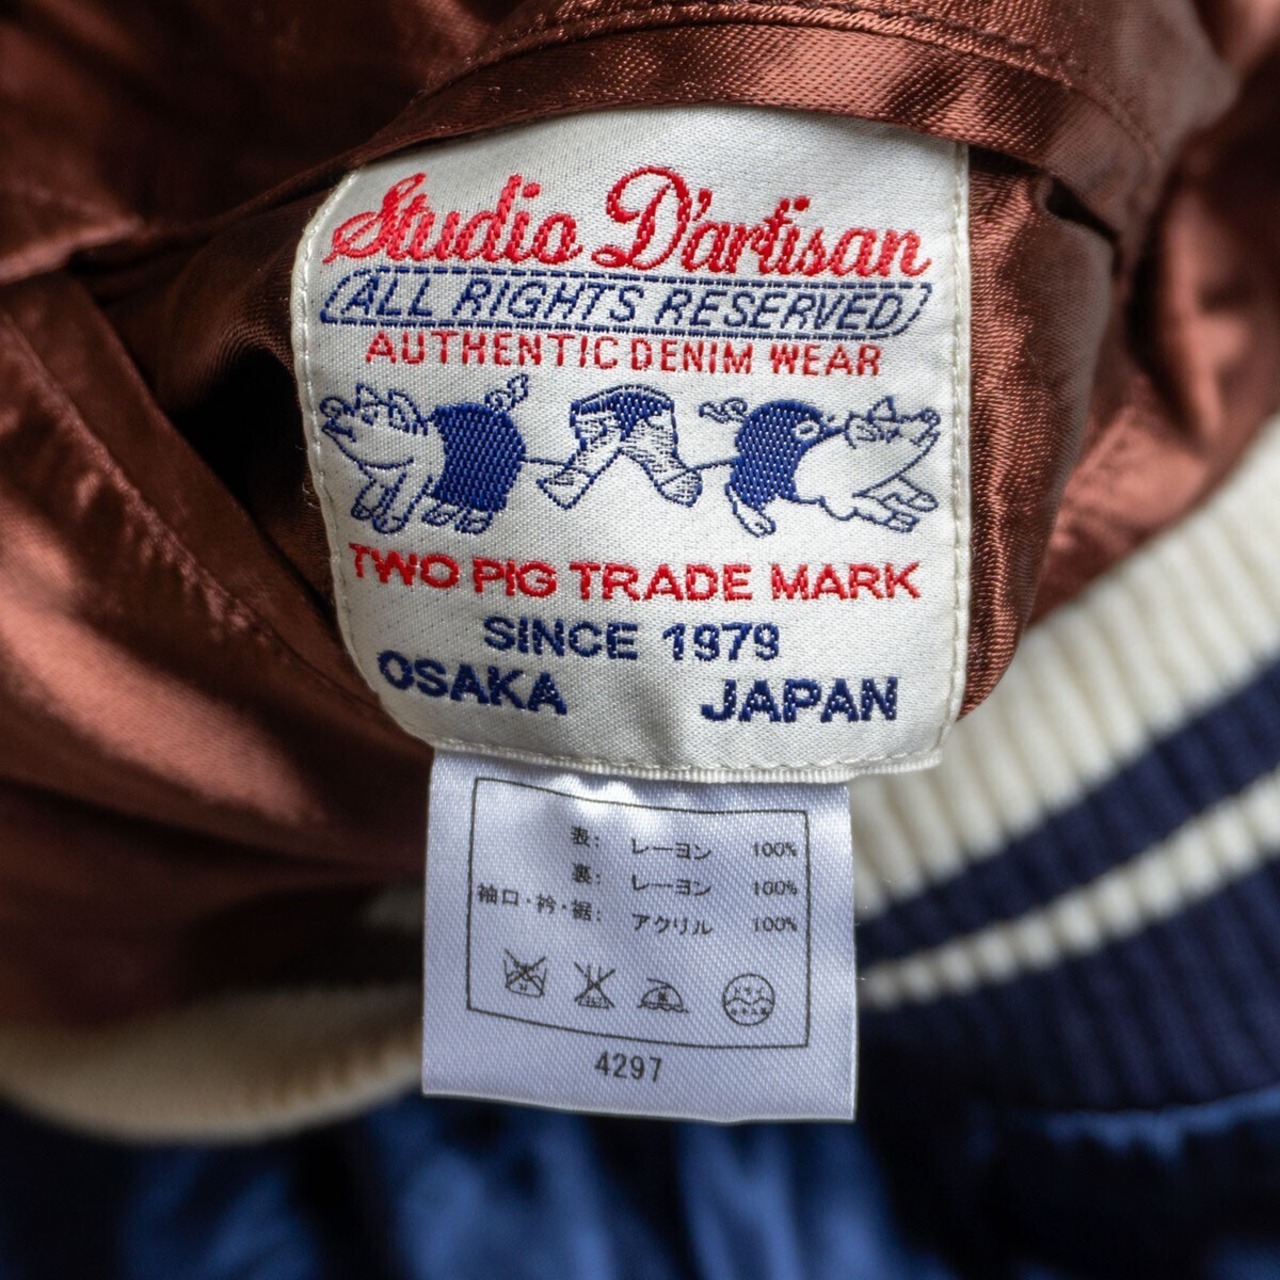 Studio D'artisan
ALL RIGHTS RESERVED
AUTHENTIC DENIM WEAR
TWO PIG TRADE MARK
SINCE 1979
OSAKA JAPAN
表: レーヨン 100%
裏: レーヨン 100%
袖口・衿・裾: アクリル 100%
4297